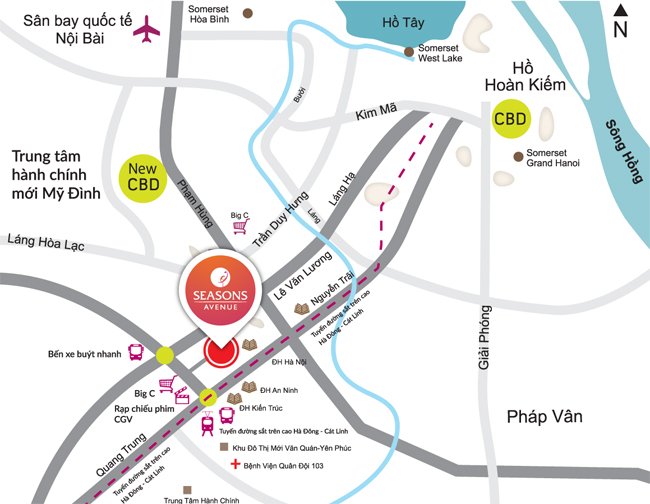 Sân bay quốc tế
Nội Bài
Somerset
Hòa Bình
Hồ Tây
Somerset
West Lake
N
Hồ
Hoàn Kiếm
CBD
Bưởi
Kim Mã
Somerset
Grand Hanoi
Sông Hồng
Trung tâm
hành chính
mới Mỹ Đình
New
CBD
Phạm Hùng
Big C
Trần Duy Hưng
Láng
Láng Hạ
Láng Hòa Lạc
SEASONS
AVENUE
Lê Văn Lương
Nguyễn Trãi
Tuyến đường sắt trên cao
Hà Đông - Cát Linh
Giải Phóng
Bến xe buýt nhanh
ĐH Hà Nội
Big C
Rạp chiếu phim
CGV
ĐH An Ninh
ĐH Kiến Trúc
Pháp Vân
Tuyến đường sắt trên cao Hà Đông - Cát Linh
Quang Trung
Tuyến đường sắt trên cao
Hà Đông - Cát Linh
Khu Đô Thị Mới Văn Quán-Yên Phúc
Bệnh Viện Quân Đội 103
Trung Tâm Hành Chính